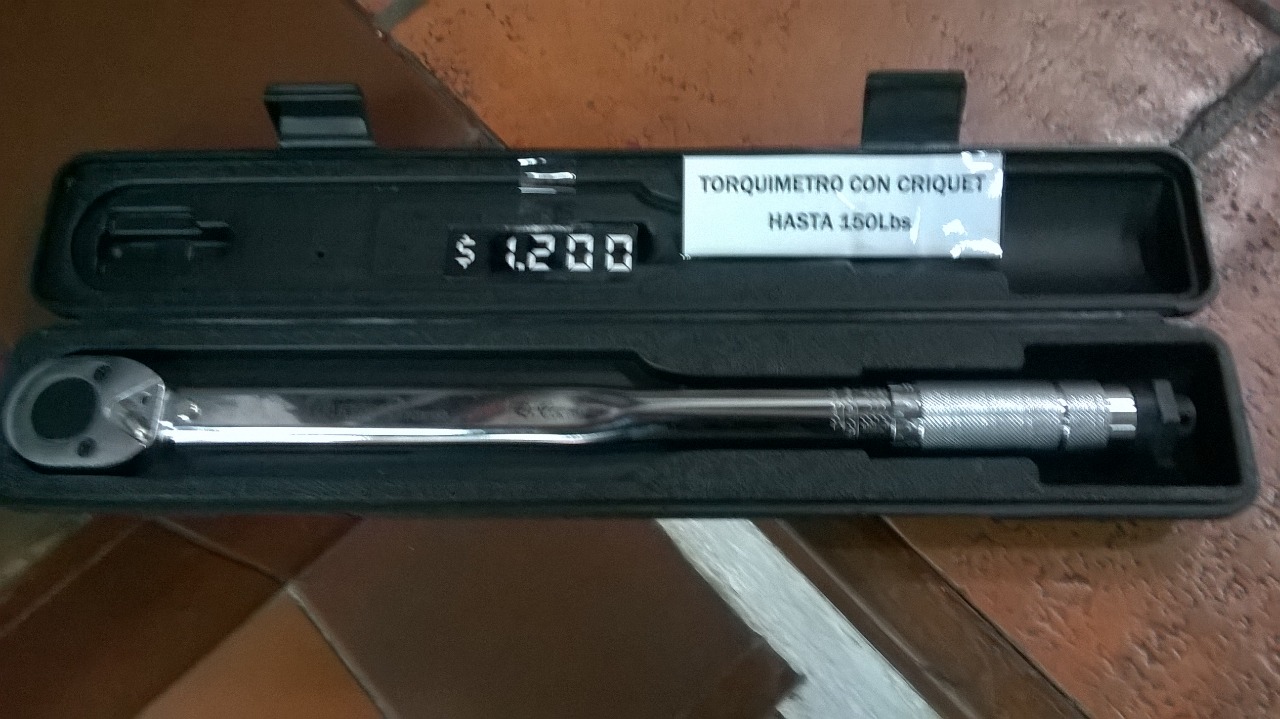 TORQUIMETRO CON CRIQUET
HASTA 150Lbs
$ 1.200